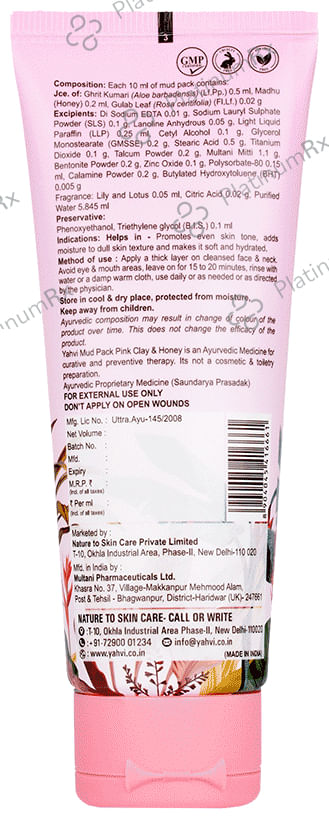 GMP
CERTIFIED
Composition: Each 10 ml of mud pack contains:
Jce. of: Ghrit Kumari (Aloe barbadensis) (Lf.Pp.) 0.5 ml, Madhu
(Honey) 0.2 ml, Gulab Leaf (Rosa centifolia) (Fl.Lf.) 0.02 g
Excipients: Di Sodium EDTA 0.01 g, Sodium Lauryl Sulphate
Powder (SLS) 0.1 g, Lanoline Anhydrous 0.05 g, Light Liquid
Paraffin (LLP) 0.25 ml, Cetyl Alcohol 0.1 g, Glycerol
Monostearate (GMSSE) 0.2 g, Stearic Acid 0.5 g, Titanium
Dioxide 0.1 g, Talcum Powder 0.2 g, Multani Mitti 1.1 g,
Bentonite Powder 0.2 g, Zinc Oxide 0.1 g, Polysorbate-80 0.15
ml, Calamine Powder 0.2 g, Butylated Hydroxytoluene (BHT)
0.005 g
Fragrance: Lily and Lotus 0.05 ml, Citric Acid 0.02 g, Purified
Water 5.845 ml
Preservative:
Phenoxyethanol, Triethylene glycol (B.I.S.) 0.1 ml
Indications: Helps in - Promotes even skin tone, adds
moisture to dull skin texture and makes it soft and hydrated.
Method of use : Apply a thick layer on cleansed face & neck.
Avoid eye & mouth areas, leave on for 15 to 20 minutes, rinse with
water or a damp warm cloth, use daily or as needed or as directed
by the physician.
Store in cool & dry place, protected from moisture.
Keep away from children.
Ayurvedic composition may result in change of colour of the
product over time. This does not change the efficacy of the
product.
Yahvi Mud Pack Pink Clay & Honey is an Ayurvedic Medicine for
curative and preventive therapy. Its not a cosmetic & toiletry
preparation.
Ayurvedic Proprietary Medicine (Saundarya Prasadak)
FOR EXTERNAL USE ONLY
DON'T APPLY ON OPEN WOUNDS
Mfg. Lic No. : Uttra.Ayu-145/2008
Net Volume :
Batch No. :
Mfd. :
Expiry :
M.R.P. ₹ :
(Incl. of all taxes)
₹ Per ml :
(Incl. of all taxes)
Marketed by :
Nature to Skin Care Private Limited
T-10, Okhla Industrial Area, Phase-II, New Delhi-110 020
Mfd. in India by :
Multani Pharmaceuticals Ltd.
Khasra No. 37, Village-Makkanpur Mehmood Alam,
Post & Tehsil - Bhagwanpur, District-Haridwar (UK)- 247661
NATURE TO SKIN CARE- CALL OR WRITE
:T-10, Okhla Industrial Area Phase-II, New Delhi-110020
:+91-72900 01234 info@yahvi.co.in
:www.yahvi.co.in
(MADE IN INDIA)
PlatinumRx
PlatinumRx
PlatinumRx